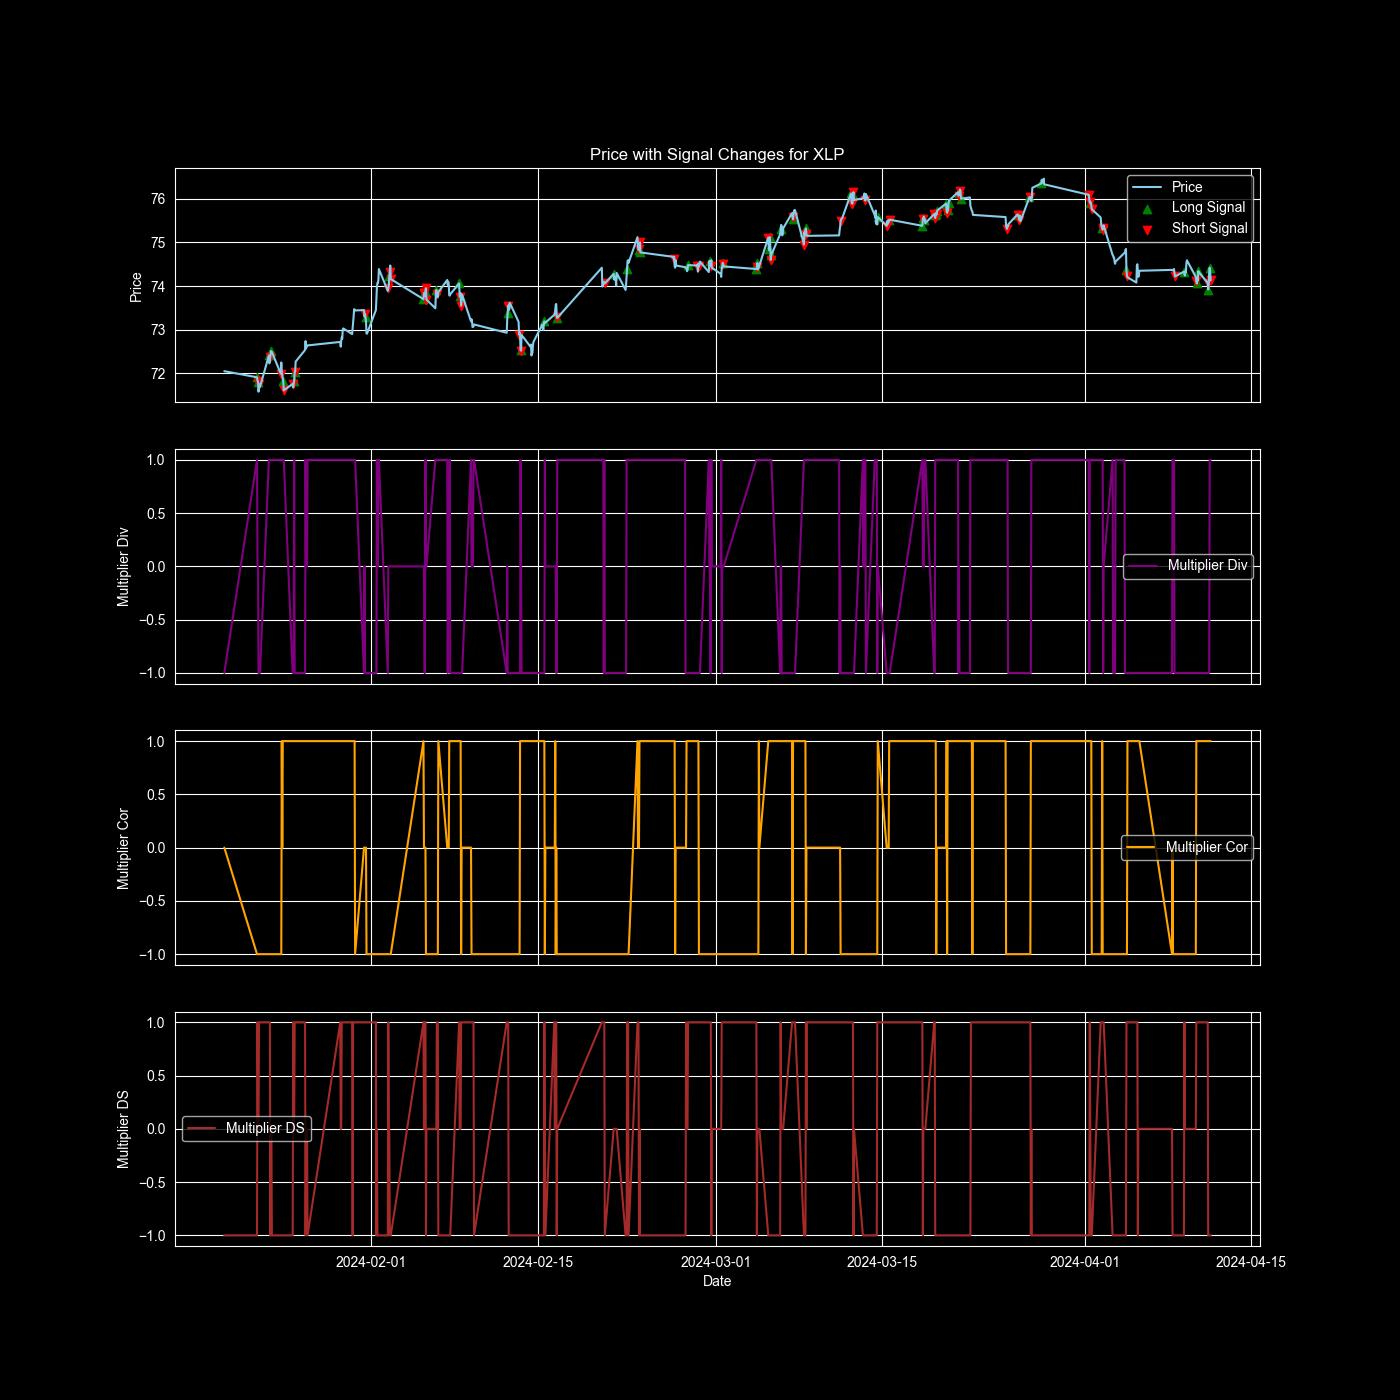 Price with Signal Changes for XLP
76
75
74
73
72
Price
Price
Long Signal
Short Signal
1.0
0.5
0.0
−0.5
−1.0
Multiplier Div
Multiplier Div
1.0
0.5
0.0
−0.5
−1.0
Multiplier Cor
Multiplier Cor
1.0
0.5
0.0
−0.5
−1.0
Multiplier DS
Multiplier DS
2024-02-01
2024-02-15
2024-03-01
2024-03-15
2024-04-01
2024-04-15
Date